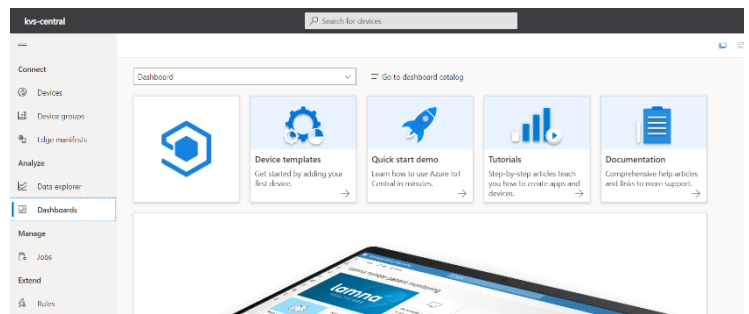 kvs-central
Search for devices
Connect
Devices
Device groups
Edge manifests
Analyze
Data explorer
Dashboards
Manage
Jobs
Extend
Rules
Dashboard
Go to dashboard catalog
Device templates
Get started by adding your
first device.
Quick start demo
Learn how to use Azure IoT
Central in minutes.
Tutorials
Step-by-step articles teach
you how to create apps and
devices.
Documentation
Comprehensive help articles
and links to more support.
lamna